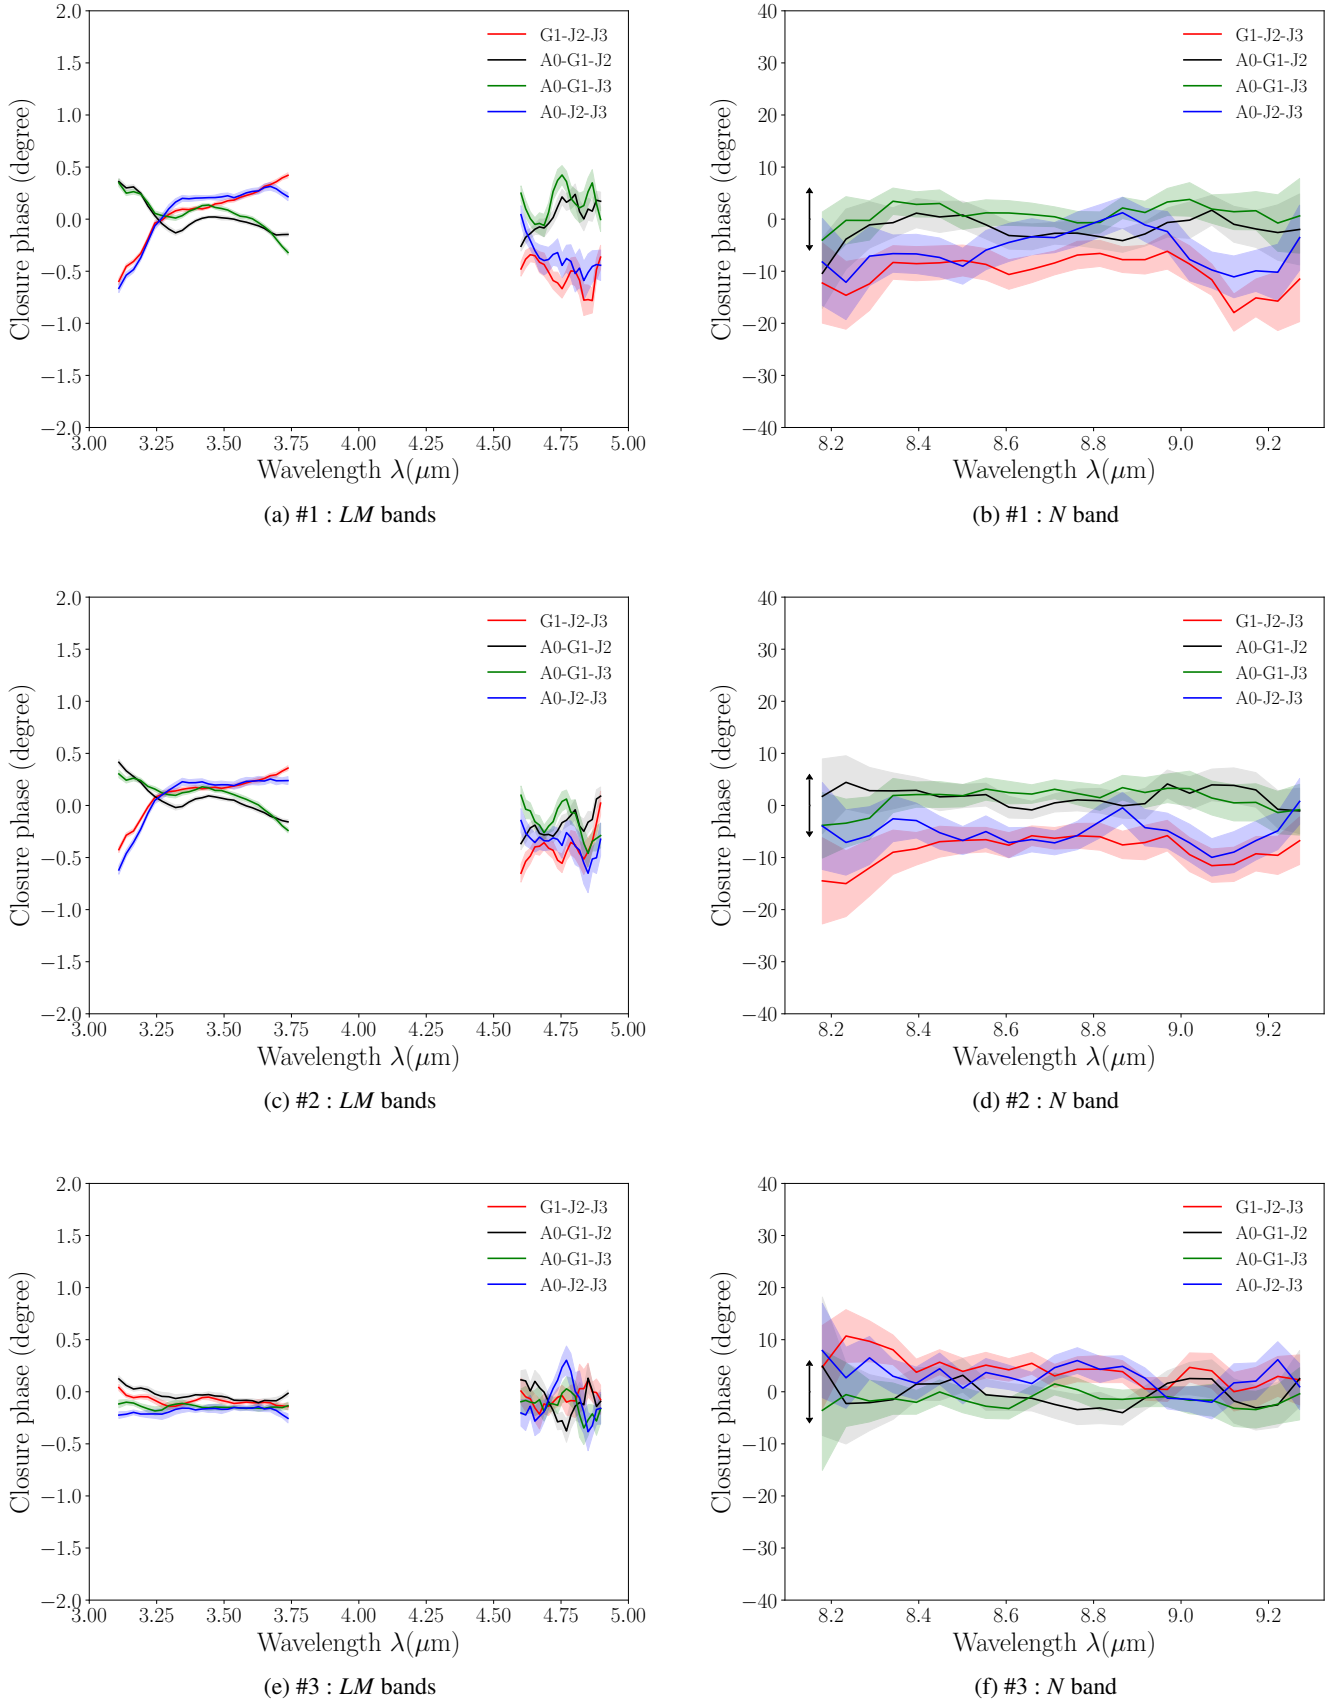 2.0
1.5
1.0
0.5
0.0
−0.5
−1.0
−1.5
−2.0
3.00 3.25 3.50 3.75 4.00 4.25 4.50 4.75 5.00
Closure phase (degree)
Wavelength λ(μm)
G1-J2-J3
A0-G1-J2
A0-G1-J3
A0-J2-J3
(a) #1 : LM bands
40
30
20
10
0
−10
−20
−30
−40
8.2 8.4 8.6 8.8 9.0 9.2
Closure phase (degree)
Wavelength λ(μm)
G1-J2-J3
A0-G1-J2
A0-G1-J3
A0-J2-J3
(b) #1 : N band
2.0
1.5
1.0
0.5
0.0
−0.5
−1.0
−1.5
−2.0
3.00 3.25 3.50 3.75 4.00 4.25 4.50 4.75 5.00
Closure phase (degree)
Wavelength λ(μm)
G1-J2-J3
A0-G1-J2
A0-G1-J3
A0-J2-J3
(c) #2 : LM bands
40
30
20
10
0
−10
−20
−30
−40
8.2 8.4 8.6 8.8 9.0 9.2
Closure phase (degree)
Wavelength λ(μm)
G1-J2-J3
A0-G1-J2
A0-G1-J3
A0-J2-J3
(d) #2 : N band
2.0
1.5
1.0
0.5
0.0
−0.5
−1.0
−1.5
−2.0
3.00 3.25 3.50 3.75 4.00 4.25 4.50 4.75 5.00
Closure phase (degree)
Wavelength λ(μm)
G1-J2-J3
A0-G1-J2
A0-G1-J3
A0-J2-J3
(e) #3 : LM bands
40
30
20
10
0
−10
−20
−30
−40
8.2 8.4 8.6 8.8 9.0 9.2
Closure phase (degree)
Wavelength λ(μm)
G1-J2-J3
A0-G1-J2
A0-G1-J3
A0-J2-J3
(f) #3 : N band